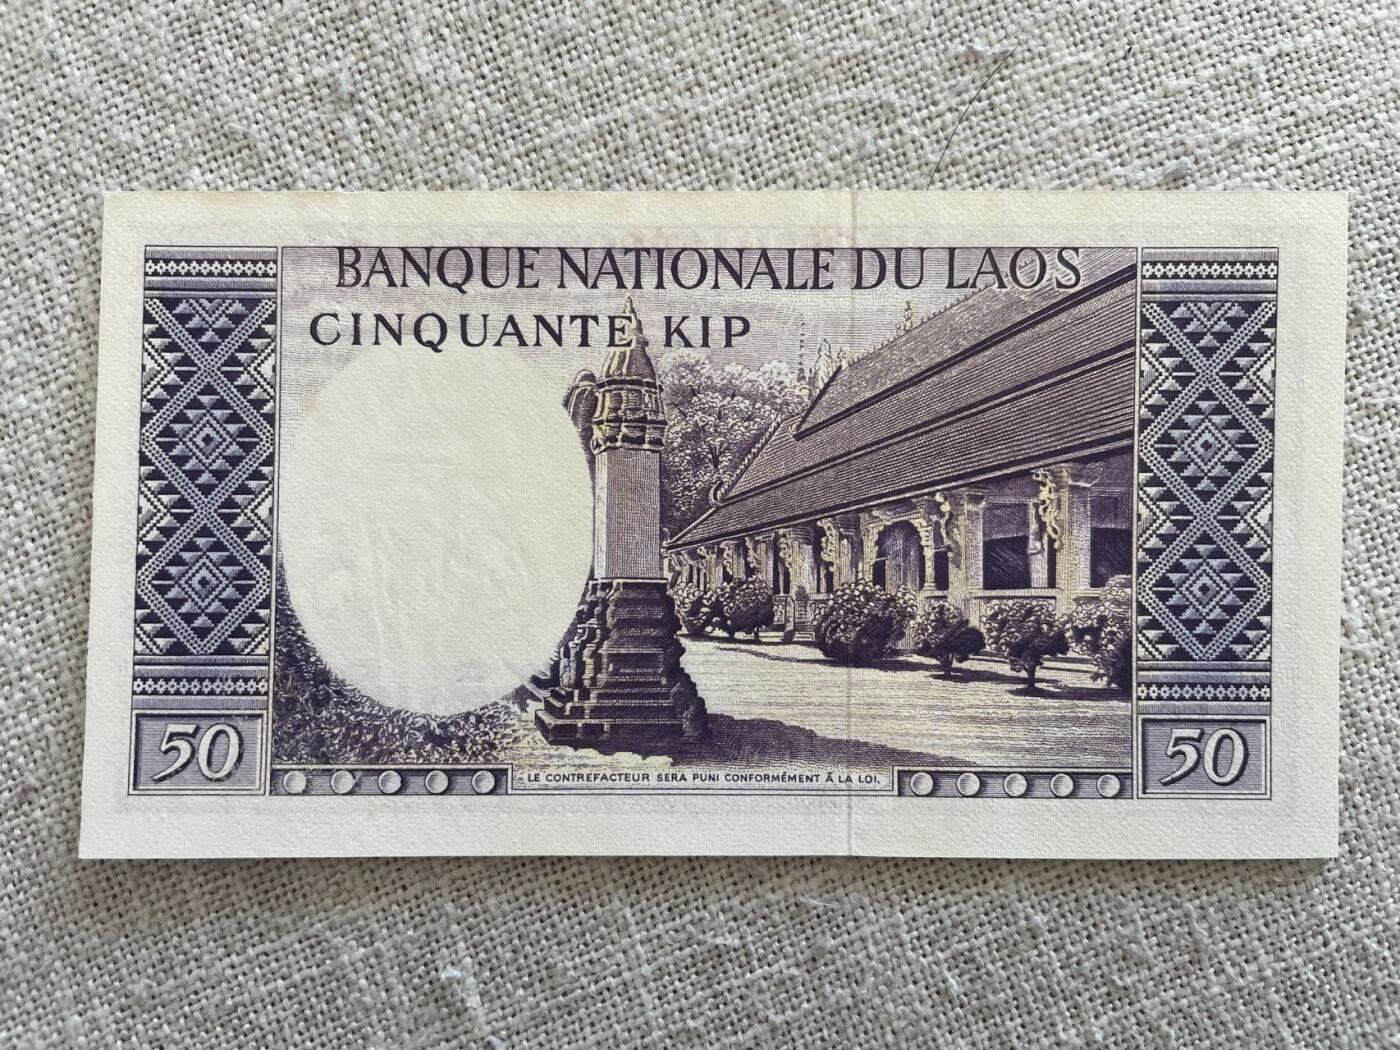 BANQUE NATIONALE DU LAOS
CINQUANTE KIP
50
LE CONTREFACTEUR SERA PUNI CONFORMÉMENT À LA LOI.
50